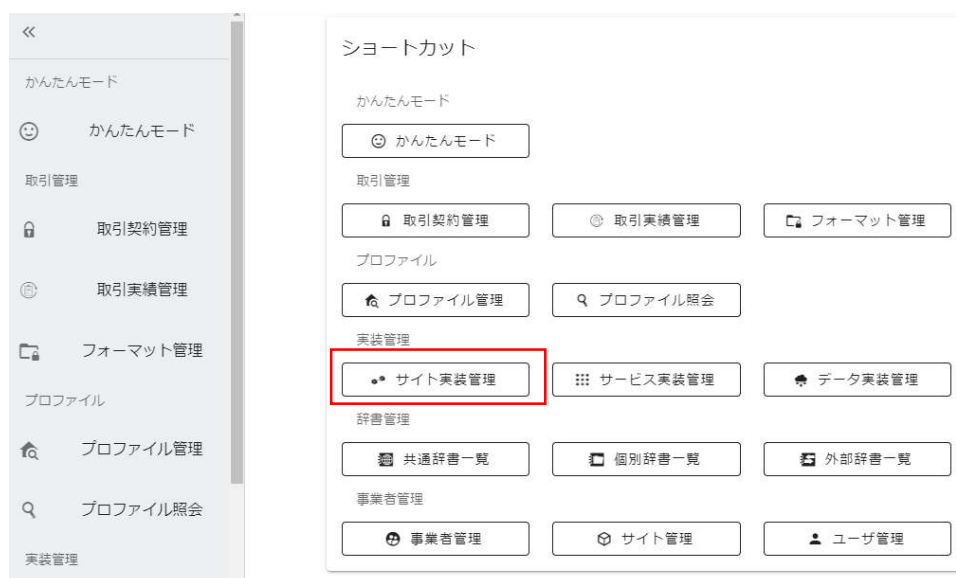 かんたんモード
かんたんモード
取引管理
取引契約管理
取引実績管理
フォーマット管理
プロファイル
プロファイル管理
プロファイル照会
実装管理
ショートカット
かんたんモード
かんたんモード
取引管理
取引契約管理 取引実績管理 フォーマット管理
プロファイル
プロファイル管理 プロファイル照会
実装管理
サイト実装管理 サービス実装管理 データ実装管理
辞書管理
共通辞書一覧 個別辞書一覧 外部辞書一覧
事業者管理
事業者管理 サイト管理 ユーザ管理